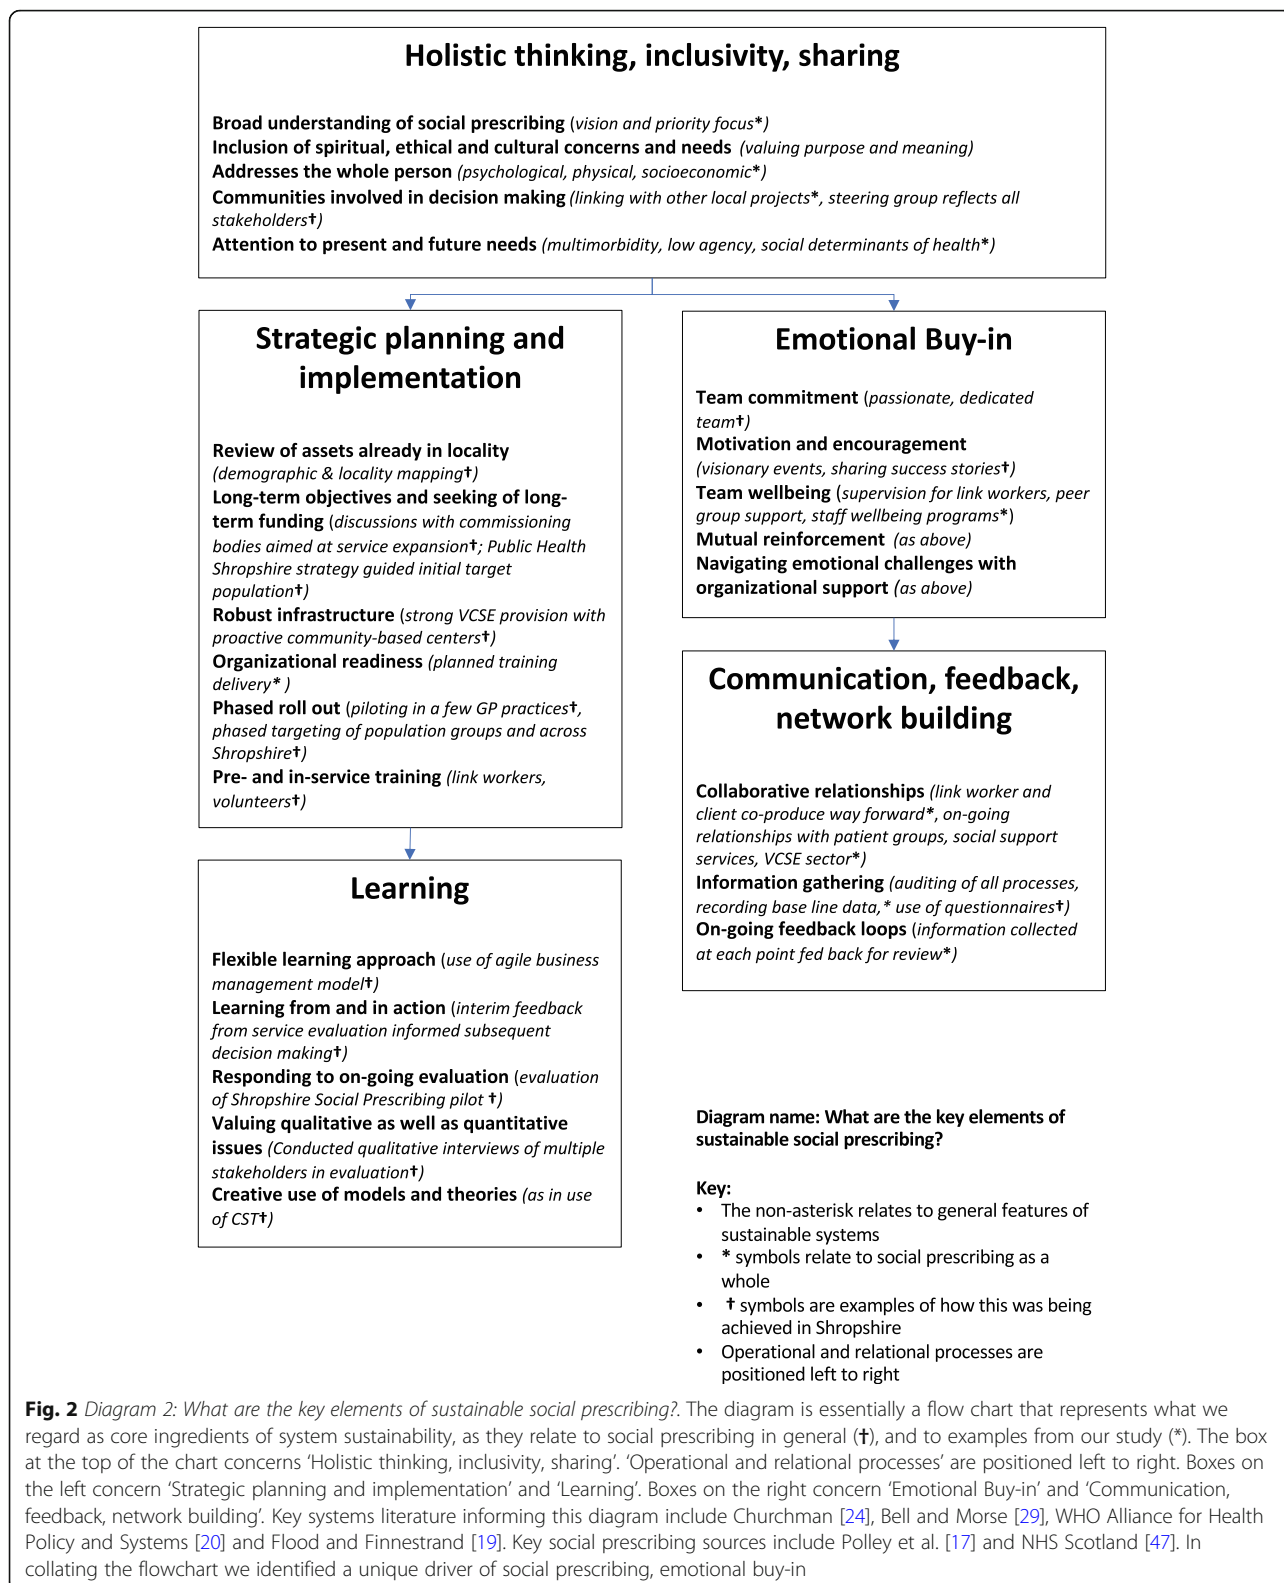 Holistic thinking, inclusivity, sharing
Broad understanding of social prescribing (vision and priority focus*)
Inclusion of spiritual, ethical and cultural concerns and needs (valuing purpose and meaning)
Addresses the whole person (psychological, physical, socioeconomic*)
Communities involved in decision making (linking with other local projects*, steering group reflects all
stakeholders†)
Attention to present and future needs (multimorbidity, low agency, social determinants of health*)
Strategic planning and
implementation
Review of assets already in locality
(demographic & locality mapping†)
Long-term objectives and seeking of long-
term funding (discussions with commissioning
bodies aimed at service expansion†; Public Health
Shropshire strategy guided initial target
population†)
Robust infrastructure (strong VCSE provision with
proactive community-based centers†)
Organizational readiness (planned training
delivery* )
Phased roll out (piloting in a few GP practices†,
phased targeting of population groups and across
Shropshire†)
Pre- and in-service training (link workers,
volunteers†)
Learning
Flexible learning approach (use of agile business
management model†)
Learning from and in action (interim feedback
from service evaluation informed subsequent
decision making†)
Responding to on-going evaluation (evaluation
of Shropshire Social Prescribing pilot †)
Valuing qualitative as well as quantitative
issues (Conducted qualitative interviews of multiple
stakeholders in evaluation†)
Creative use of models and theories (as in use
of CST†)
Emotional Buy-in
Team commitment (passionate, dedicated
team†)
Motivation and encouragement
(visionary events, sharing success stories†)
Team wellbeing (supervision for link workers, peer
group support, staff wellbeing programs*)
Mutual reinforcement (as above)
Navigating emotional challenges with
organizational support (as above)
Communication, feedback,
network building
Collaborative relationships (link worker and
client co-produce way forward*, on-going
relationships with patient groups, social support
services, VCSE sector*)
Information gathering (auditing of all processes,
recording base line data,* use of questionnaires†)
On-going feedback loops (information collected
at each point fed back for review*)
Diagram name: What are the key elements of
sustainable social prescribing?
Key:
• The non-asterisk relates to general features of
sustainable systems
• * symbols relate to social prescribing as a
whole
• † symbols are examples of how this was being
achieved in Shropshire
• Operational and relational processes are
positioned left to right
Fig. 2 Diagram 2: What are the key elements of sustainable social prescribing?. The diagram is essentially a flow chart that represents what we
regard as core ingredients of system sustainability, as they relate to social prescribing in general (†), and to examples from our study (*). The box
at the top of the chart concerns ‘Holistic thinking, inclusivity, sharing’. ‘Operational and relational processes’ are positioned left to right. Boxes on
the left concern ‘Strategic planning and implementation’ and ‘Learning’. Boxes on the right concern ‘Emotional Buy-in’ and ‘Communication,
feedback, network building’. Key systems literature informing this diagram include Churchman [24], Bell and Morse [29], WHO Alliance for Health
Policy and Systems [20] and Flood and Finnestrand [19]. Key social prescribing sources include Polley et al. [17] and NHS Scotland [47]. In
collating the flowchart we identified a unique driver of social prescribing, emotional buy-in